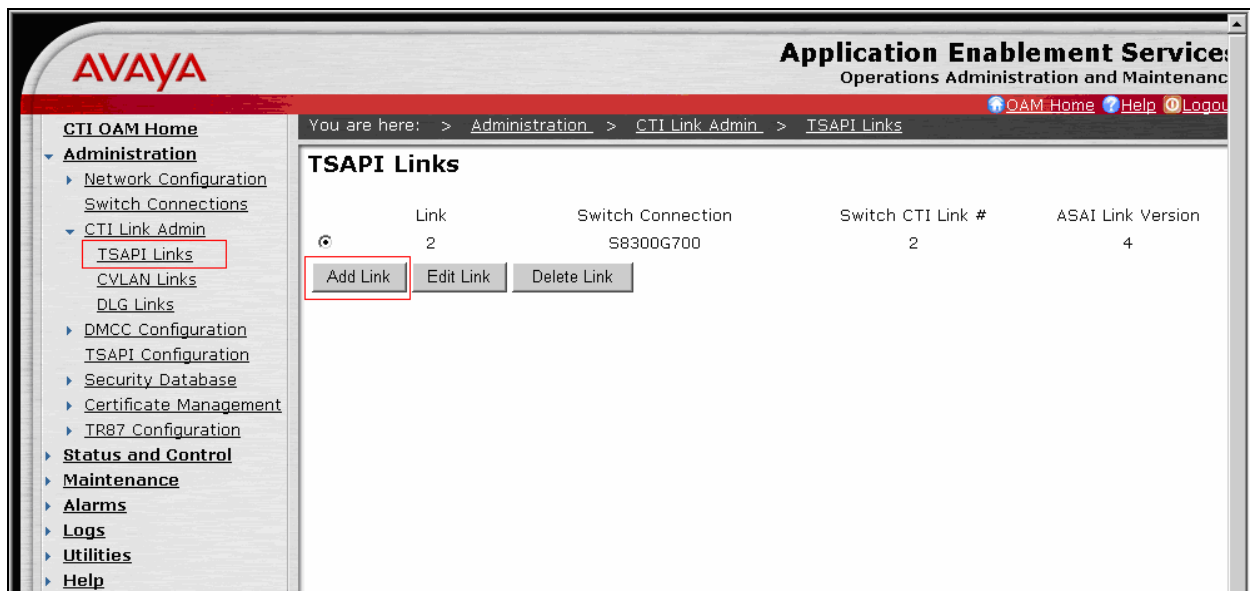 AVAYA
Application Enablement Services
Operations Administration and Maintenanc
OAM Home Help Logou
CTI OAM Home
You are here: > Administration > CTI Link Admin > TSAPI Links
Administration
Network Configuration
Switch Connections
CTI Link Admin
TSAPI Links
CVLAN Links
DLG Links
DMCC Configuration
TSAPI Configuration
Security Database
Certificate Management
TR87 Configuration
Status and Control
Maintenance
Alarms
Logs
Utilities
Help
TSAPI Links
Link Switch Connection Switch CTI Link # ASAI Link Version
2 S8300G700 2 4
Add Link Edit Link Delete Link